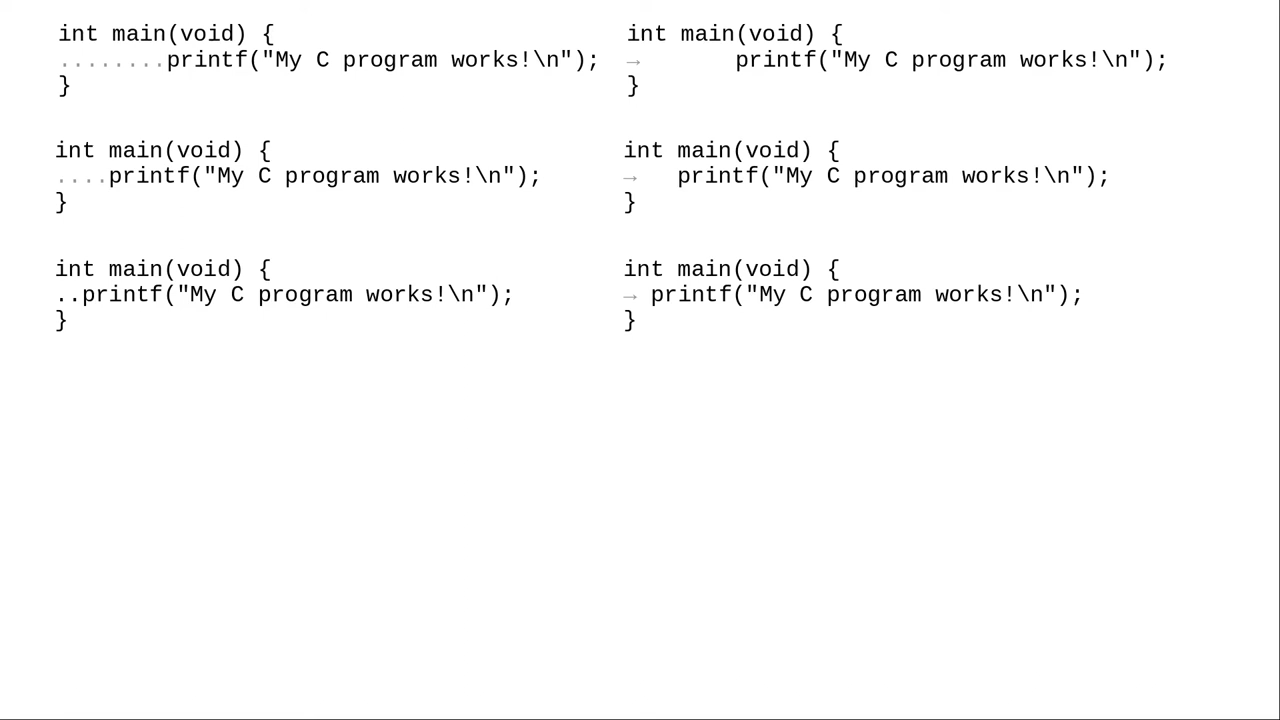 int main(void) {
........printf("My C program works!\n");
}
int main(void) {
→       printf("My C program works!\n");
}
int main(void) {
....printf("My C program works!\n");
}
int main(void) {
→   printf("My C program works!\n");
}
int main(void) {
..printf("My C program works!\n");
}
int main(void) {
→ printf("My C program works!\n");
}